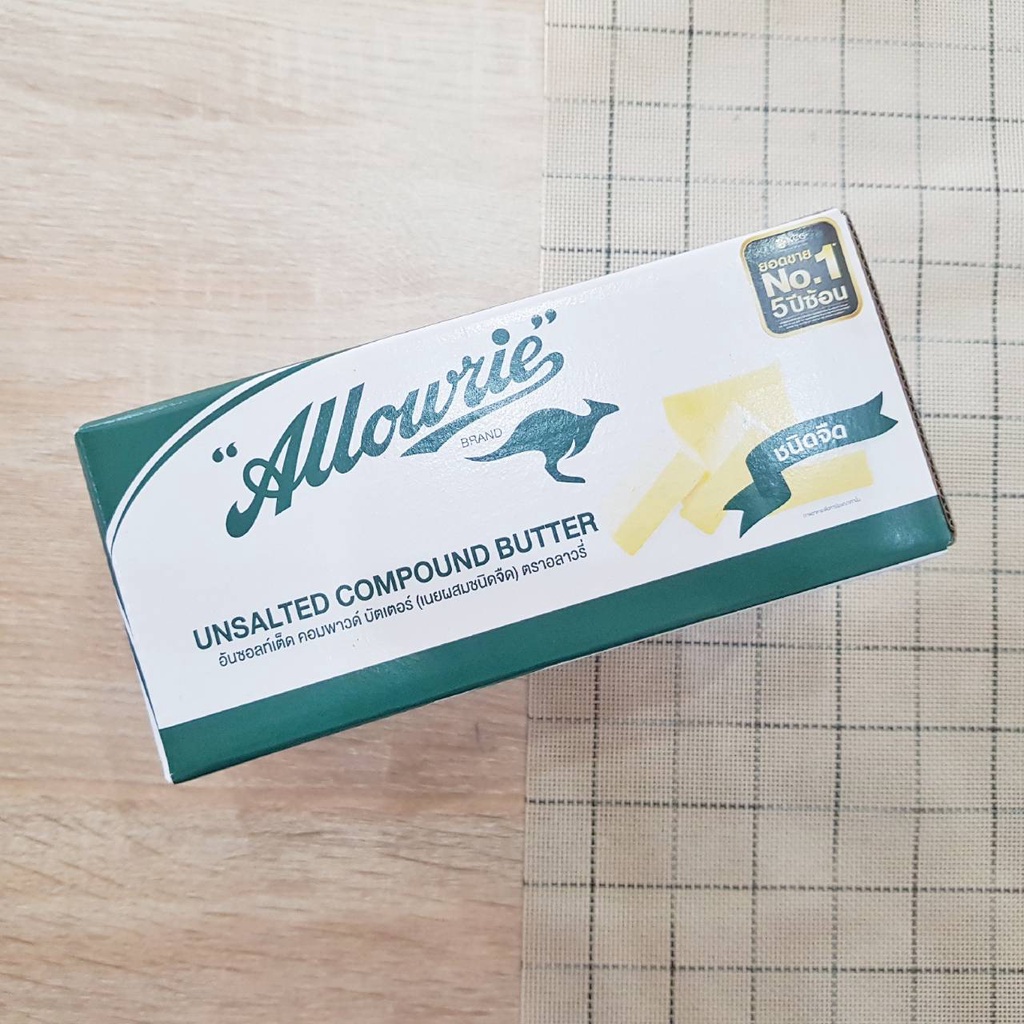 ยอดขาย
No.1
5 ปีซ้อน
"Allowrie"
BRAND
ชนิดจืด
UNSALTED COMPOUND BUTTER
อันซอลท์เต็ด คอมพาวด์ บัตเตอร์ (เนยผสมชนิดจืด) ตราอลาวรี่